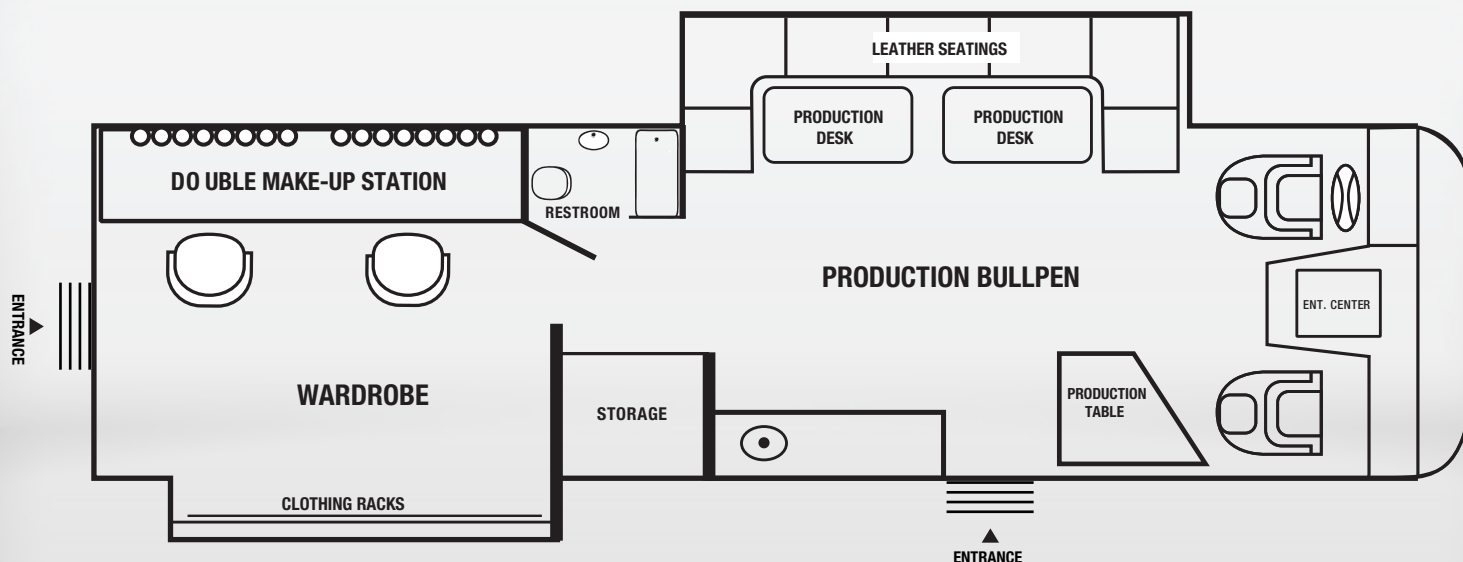 LEATHER SEATINGS
PRODUCTION
DESK
PRODUCTION
DESK
DO UBLE MAKE-UP STATION
RESTROOM
PRODUCTION BULLPEN
ENT. CENTER
ENTRANCE
WARDROBE
STORAGE
PRODUCTION
TABLE
CLOTHING RACKS
ENTRANCE